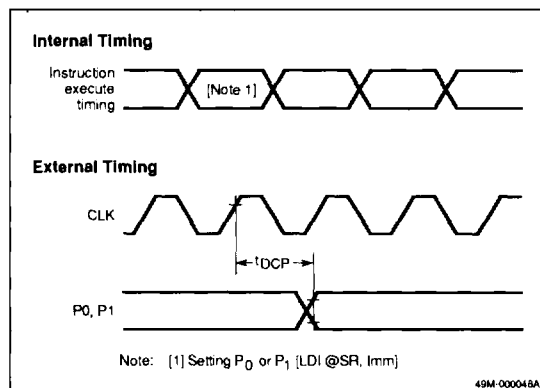 Internal Timing
Instruction
execute
timing
[Note 1]
External Timing
CLK
tDCP
P0, P1
Note: [1] Setting P0 or P1 [LDI @SR, Imm]
49M-000048A